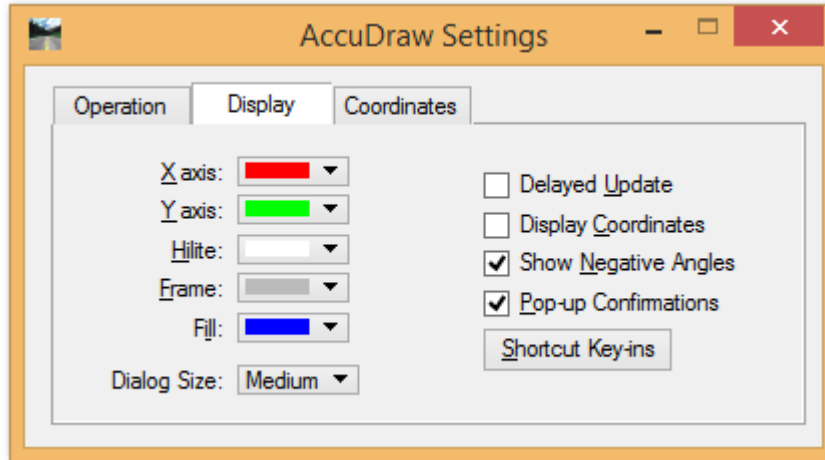 AccuDraw Settings
Operation
Display
Coordinates
X axis:
Y axis:
Hilite:
Frame:
Fill:
Dialog Size: Medium
Delayed Update
Display Coordinates
Show Negative Angles
Pop-up Confirmations
Shortcut Key-ins